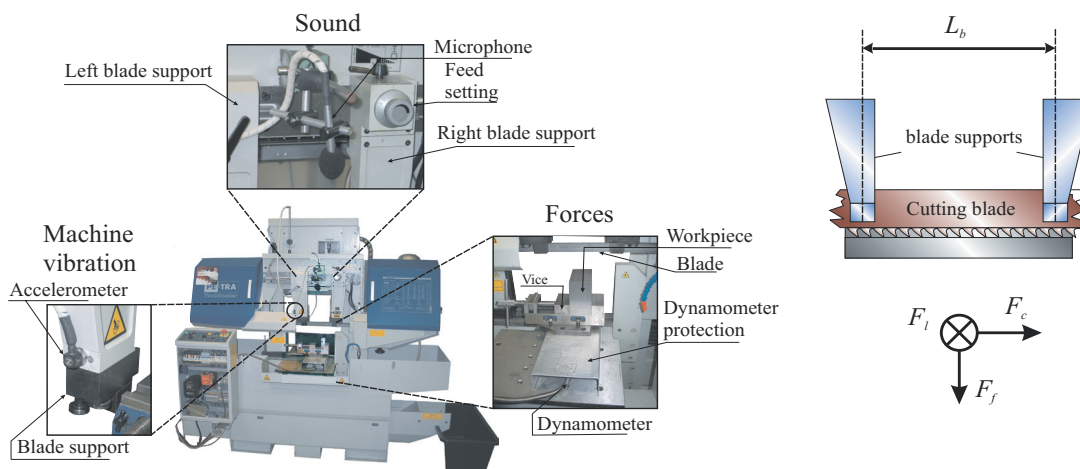 Sound
Microphone
Feed
setting
Left blade support
Right blade support
Machine
vibration
Accelerometer
Blade support
Forces
Workpiece
Blade
Vice
Dynamometer
protection
Dynamometer
L_b
blade supports
Cutting blade
F_l
F_c
F_f